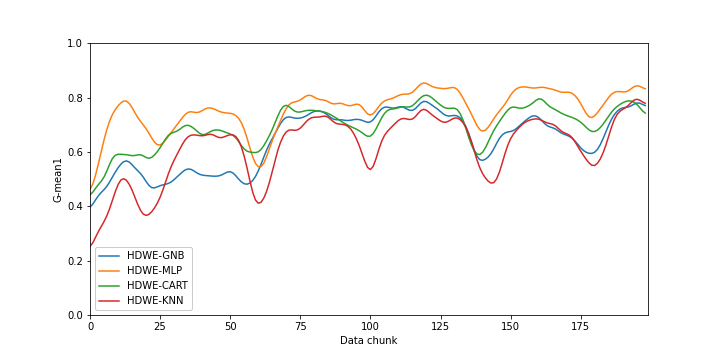 1.0
0.8
0.6
0.4
0.2
0.0
G-mean1
HDWE-GNB
HDWE-MLP
HDWE-CART
HDWE-KNN
0 25 50 75 100 125 150 175
Data chunk